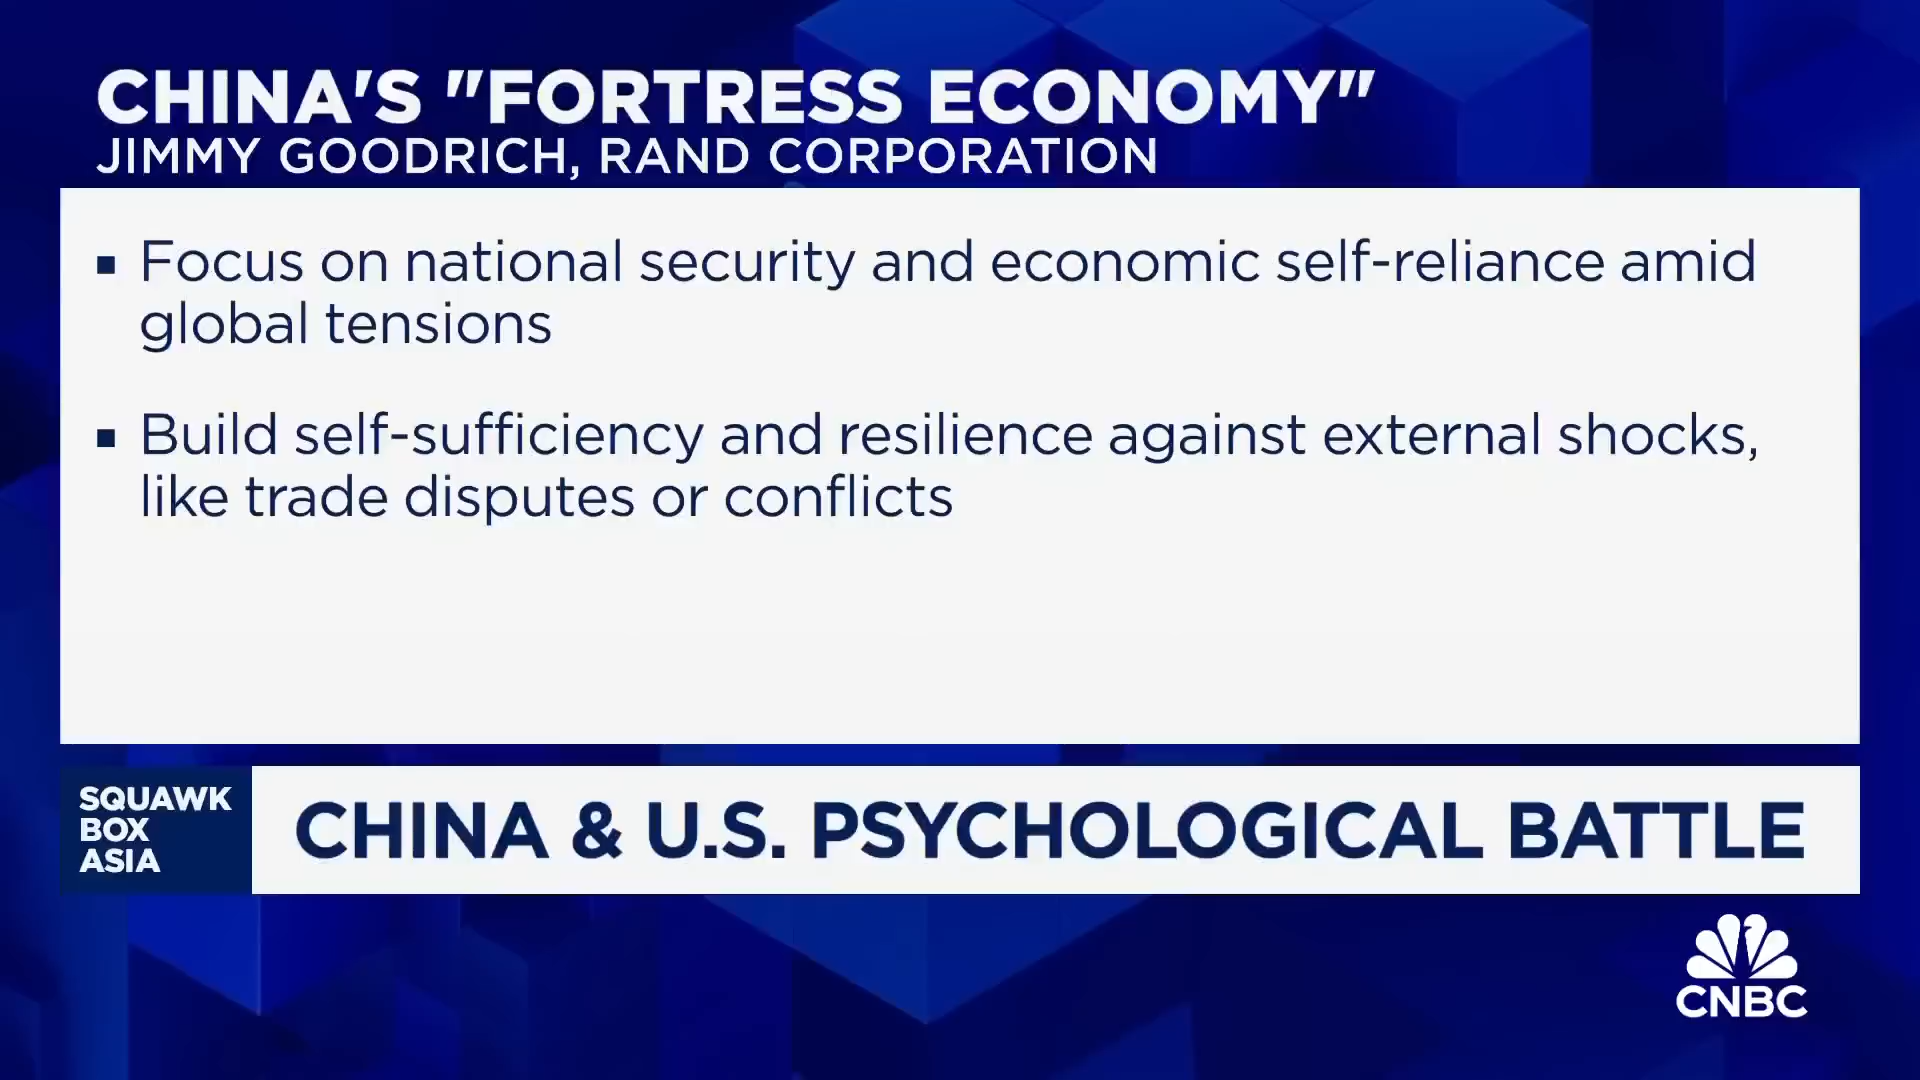 CHINA'S "FORTRESS ECONOMY"
JIMMY GOODRICH, RAND CORPORATION
▪ Focus on national security and economic self-reliance amid
global tensions
▪ Build self-sufficiency and resilience against external shocks,
like trade disputes or conflicts
SQUAWK
BOX
ASIA
CHINA & U.S. PSYCHOLOGICAL BATTLE
CNBC